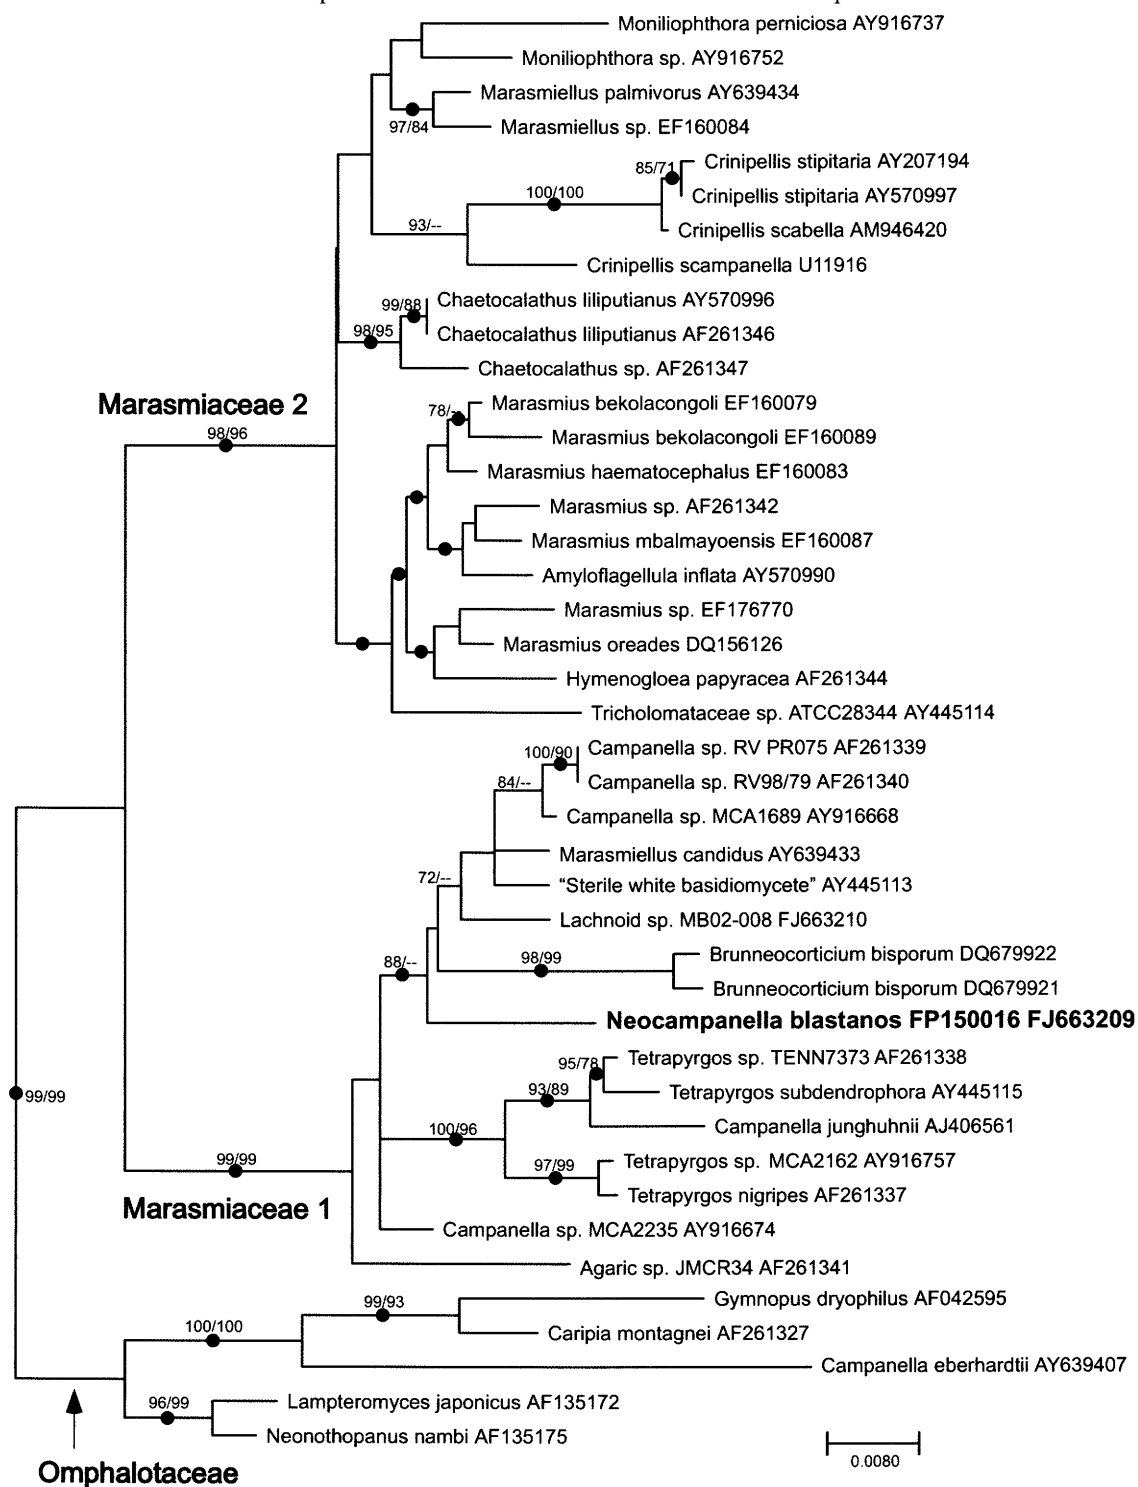 Moniliophthora perniciosa AY916737
Moniliophthora sp. AY916752
Marasmiellus palmivorus AY639434
97/84
Marasmiellus sp. EF160084
85/71
Crinipellis stipitaria AY207194
100/100
Crinipellis stipitaria AY570997
93/--
Crinipellis scabella AM946420
Crinipellis scampanella U11916
99/88
Chaetocalathus liliputianus AY570996
98/95
Chaetocalathus liliputianus AF261346
Chaetocalathus sp. AF261347
Marasmiaceae 2
98/96
78/--
Marasmius bekolacongoli EF160079
Marasmius bekolacongoli EF160089
Marasmius haematocephalus EF160083
Marasmius sp. AF261342
Marasmius mbalmayoensis EF160087
Amyloflagellula inflata AY570990
Marasmius sp. EF176770
Marasmius oreades DQ156126
Hymenogloea papyracea AF261344
Tricholomataceae sp. ATCC28344 AY445114
100/90
Campanella sp. RV PR075 AF261339
84/--
Campanella sp. RV98/79 AF261340
Campanella sp. MCA1689 AY916668
Marasmiellus candidus AY639433
72/--
“Sterile white basidiomycete” AY445113
Lachnoid sp. MB02-008 FJ663210
98/99
Brunneocorticium bisporum DQ679922
88/--
Brunneocorticium bisporum DQ679921
Neocampanella blastanos FP150016 FJ663209
95/78
Tetrapyrgos sp. TENN7373 AF261338
93/89
Tetrapyrgos subdendrophora AY445115
99/99
100/96
Campanella junghuhnii AJ406561
99/99
97/99
Tetrapyrgos sp. MCA2162 AY916757
Tetrapyrgos nigripes AF261337
Marasmiaceae 1
Campanella sp. MCA2235 AY916674
Agaric sp. JMCR34 AF261341
99/93
Gymnopus dryophilus AF042595
100/100
Caripia montagnei AF261327
Campanella eberhardtii AY639407
96/99
Lampteromyces japonicus AF135172
Neonothopanus nambi AF135175
0.0080
Omphalotaceae